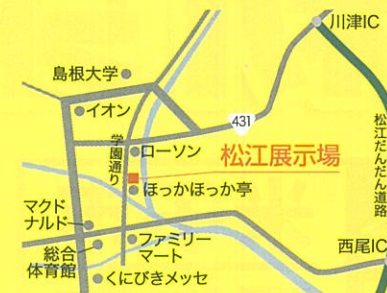 川津IC
島根大学
イオン
431
学園通り
ローソン
松江展示場
松江だんだん道路
ほっかほっか亭
マクド
ナルド
ファミリー
マート
西尾IC
総合
体育館
くにびきメッセ